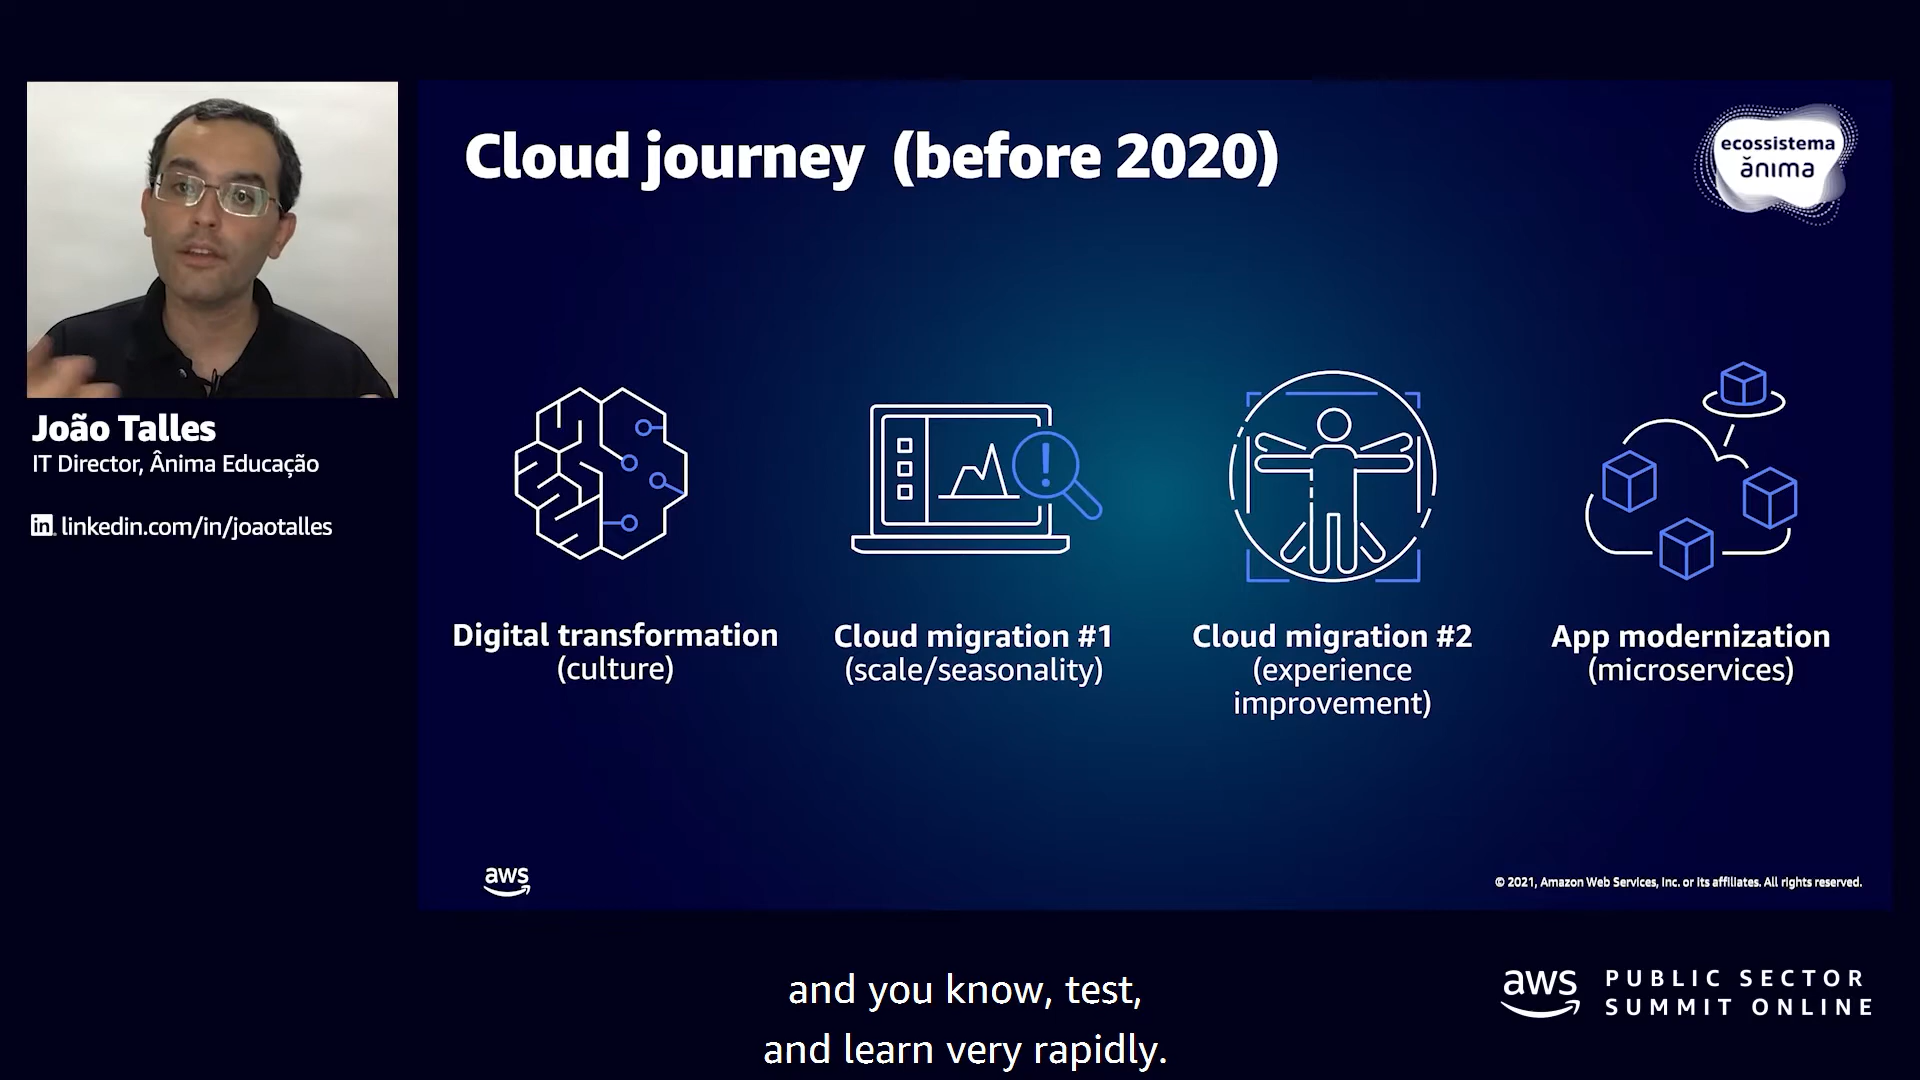 Cloud journey (before 2020)
ecossistema
ănıma
João Talles
IT Director, Ânima Educação
in linkedin.com/in/joaotalles
Digital transformation
(culture)
Cloud migration #1
(scale/seasonality)
Cloud migration #2
(experience
improvement)
App modernization
(microservices)
aws
© 2021, Amazon Web Services, Inc. or its affiliates. All rights reserved.
and you know, test,
and learn very rapidly.
aws PUBLIC SECTOR
SUMMIT ONLINE